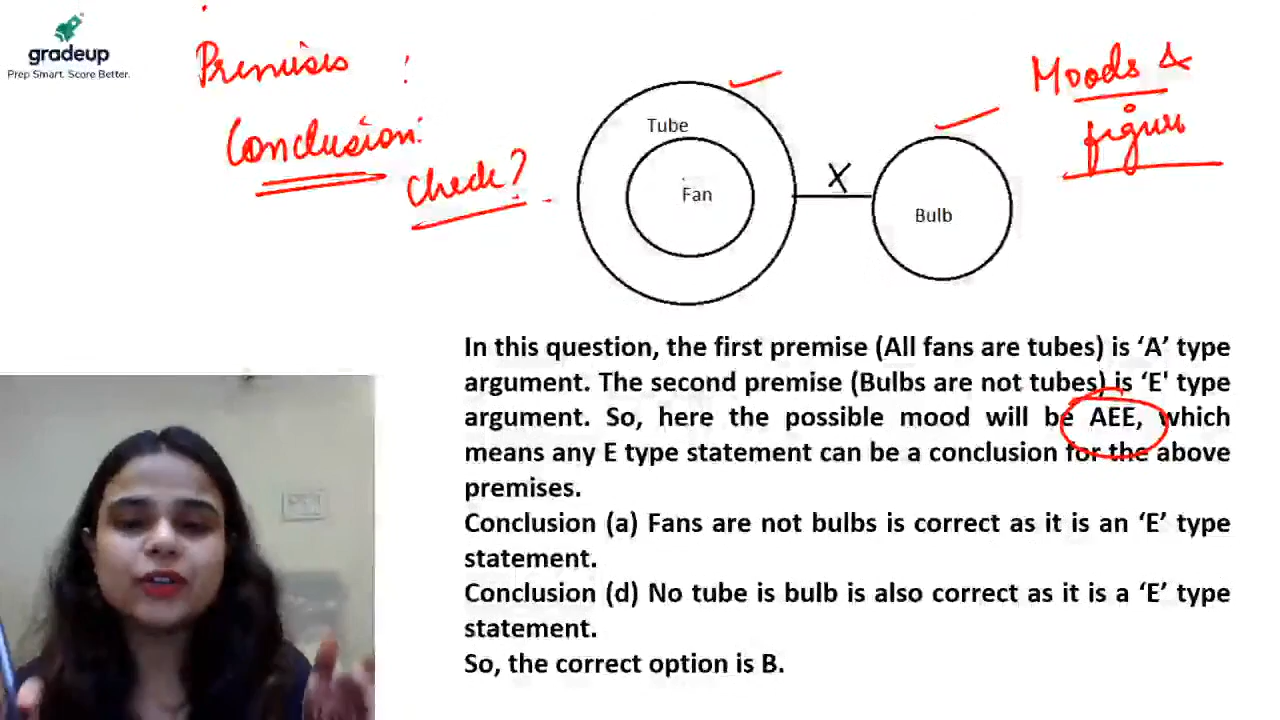 gradeup
Prep Smart. Score Better.
Premises :
Conclusion:
Check?
Moods &
figure
Tube
Fan
X
Bulb
In this question, the first premise (All fans are tubes) is ‘A’ type
argument. The second premise (Bulbs are not tubes) is ‘E' type
argument. So, here the possible mood will be AEE, which
means any E type statement can be a conclusion for the above
premises.
Conclusion (a) Fans are not bulbs is correct as it is an ‘E’ type
statement.
Conclusion (d) No tube is bulb is also correct as it is a ‘E’ type
statement.
So, the correct option is B.